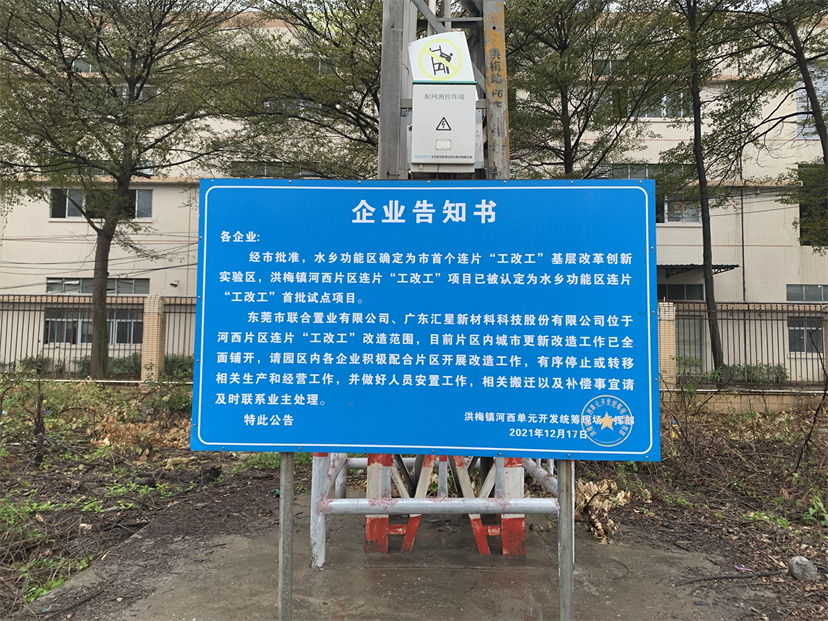 洪梅站F6
配网测控终端
企业告知书
各企业:
经市批准，水乡功能区确定为市首个连片“工改工”基层改革创新
实验区，洪梅镇河西片区连片“工改工”项目已被认定为水乡功能区连片
“工改工”首批试点项目。
东莞市联合置业有限公司、广东汇星新材料科技股份有限公司位于
河西片区连片“工改工”改造范围，目前片区内城市更新改造工作已全
面铺开，请园区内各企业积极配合片区开展改造工作，有序停止或转移
相关生产和经营工作，并做好人员安置工作，相关搬迁以及补偿事宜请
及时联系业主处理。
特此公告
洪梅镇河西单元开发统筹现场指挥部
2021年12月17日